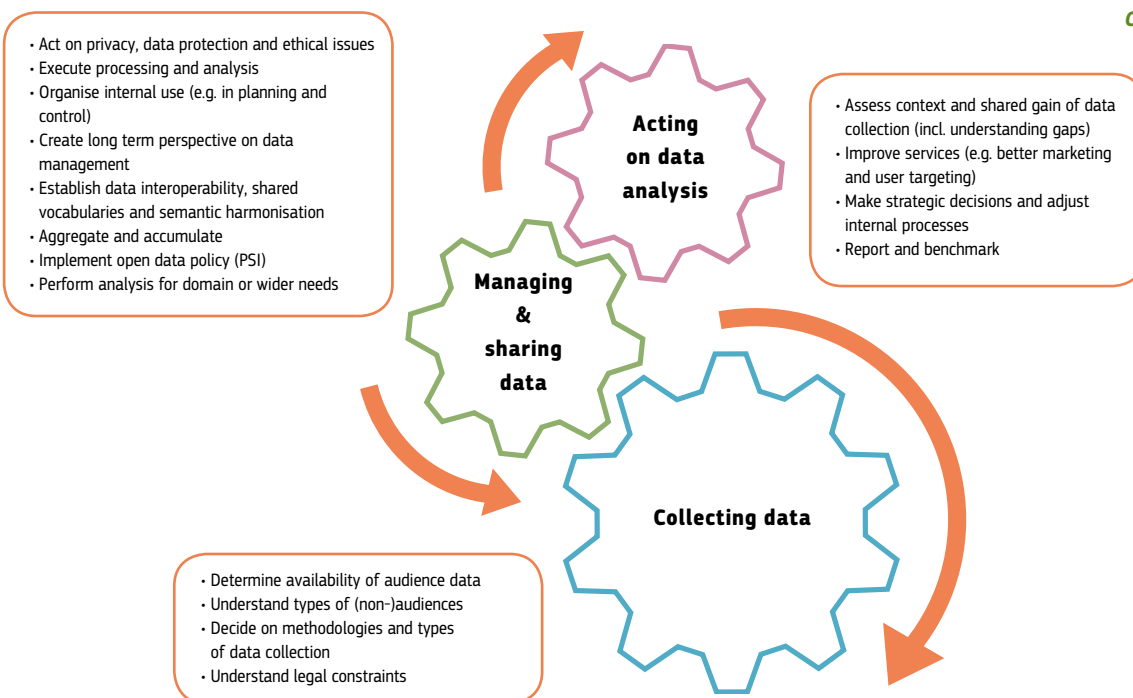 • Act on privacy, data protection and ethical issues
• Execute processing and analysis
• Organise internal use (e.g. in planning and
control)
• Create long term perspective on data
management
• Establish data interoperability, shared
vocabularies and semantic harmonisation
• Aggregate and accumulate
• Implement open data policy (PSI)
• Perform analysis for domain or wider needs
Acting
on data
analysis
• Assess context and shared gain of data
collection (incl. understanding gaps)
• Improve services (e.g. better marketing
and user targeting)
• Make strategic decisions and adjust
internal processes
• Report and benchmark
Managing
&
sharing
data
Collecting data
• Determine availability of audience data
• Understand types of (non-)audiences
• Decide on methodologies and types
of data collection
• Understand legal constraints